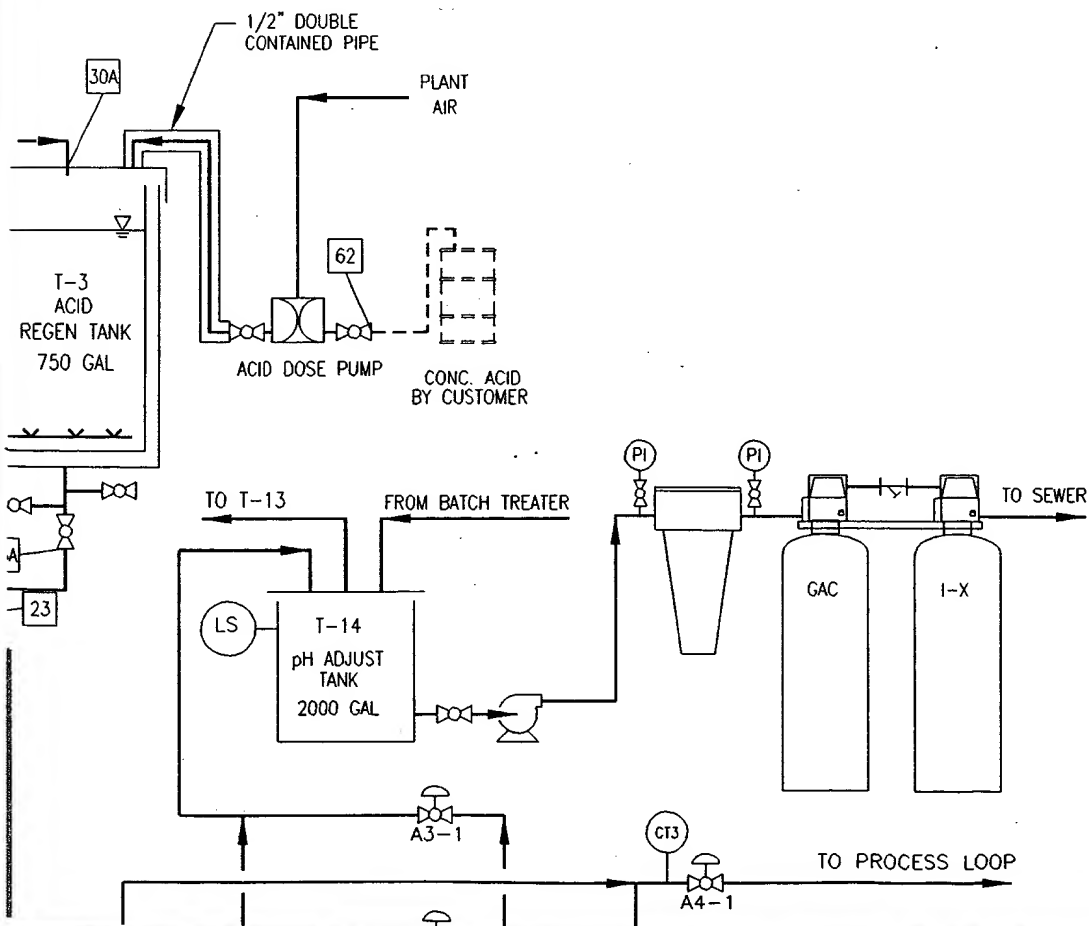 1/2" DOUBLE
CONTAINED PIPE
30A
PLANT
AIR
62
T-3
ACID
REGEN TANK
750 GAL
ACID DOSE PUMP
CONC. ACID
BY CUSTOMER
PI
PI
TO T-13
FROM BATCH TREATER
TO SEWER
A
23
LS
T-14
pH ADJUST
TANK
2000 GAL
GAC
I-X
A3-1
CT3
TO PROCESS LOOP
A4-1